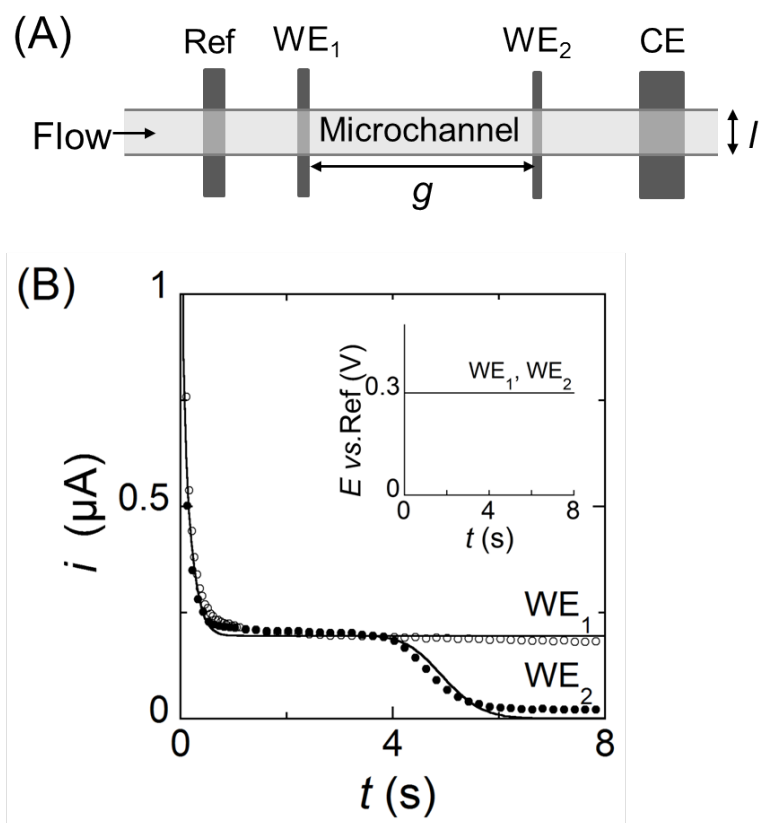 (A)
Ref
WE1
WE2
CE
Flow
Microchannel
l
g
(B)
1
0.5
0
i (μA)
0
4
8
t (s)
WE1
WE2
E vs.Ref (V)
0.3
0
WE1, WE2
0
4
8
t (s)